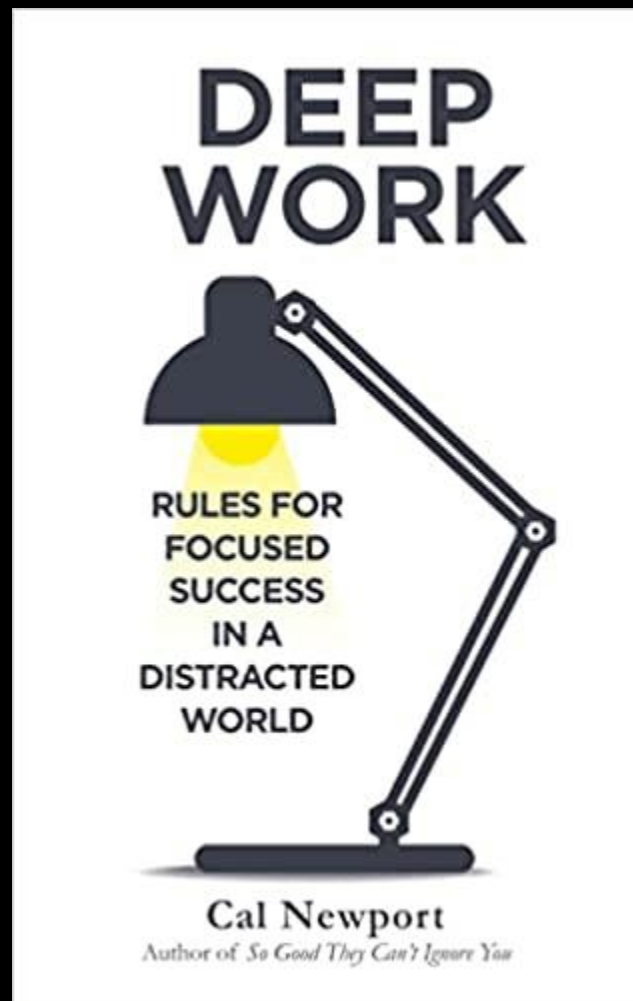 DEEP
WORK
RULES FOR
FOCUSED
SUCCESS
IN A
DISTRACTED
WORLD
Cal Newport
Author of So Good They Can't Ignore You